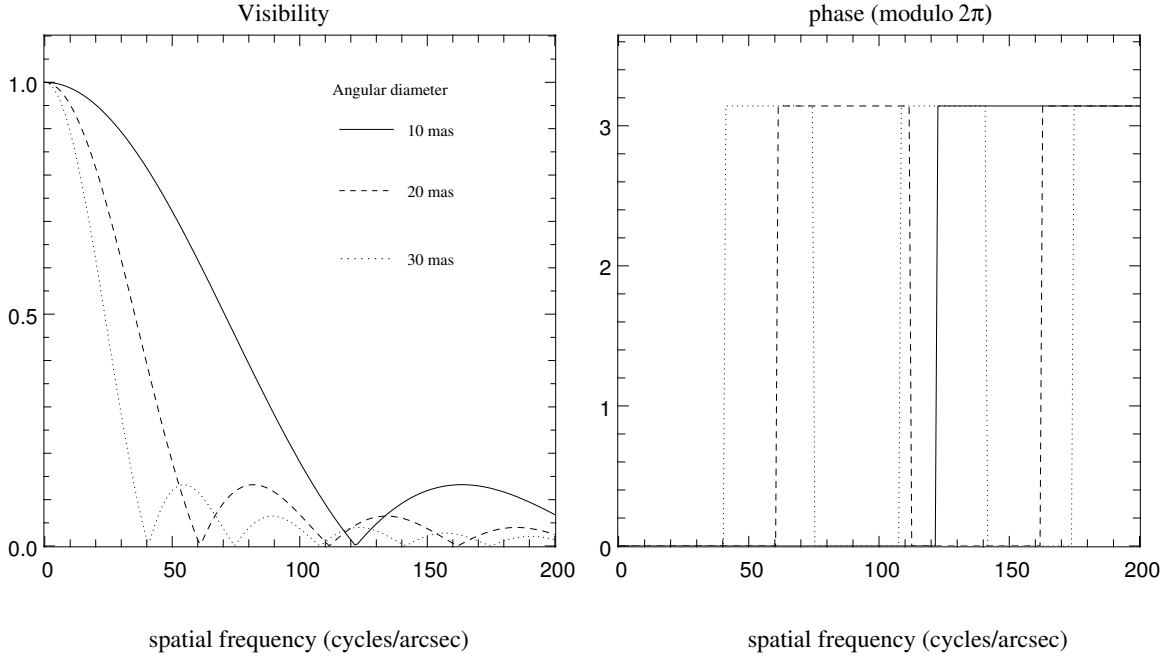 Visibility
1.0
0.5
0.0
0 50 100 150 200
Angular diameter
10 mas
20 mas
30 mas
spatial frequency (cycles/arcsec)
phase (modulo 2π)
3
2
1
0
0 50 100 150 200
spatial frequency (cycles/arcsec)